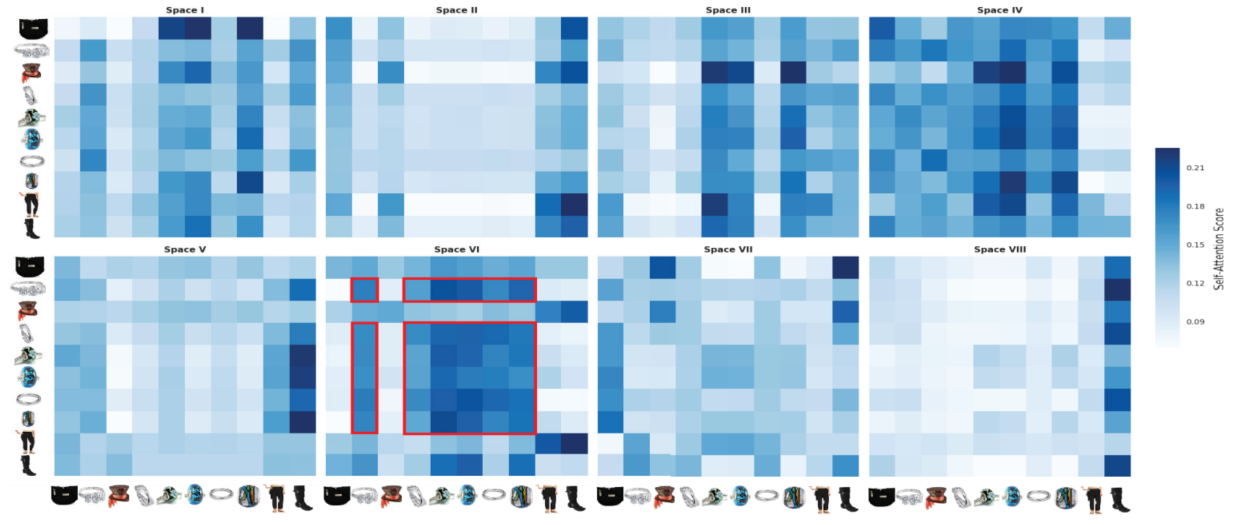 Space I
Space II
Space III
Space IV
0.21
0.18
0.15
0.12
0.09
Self-Attention Score
Space V
Space VI
Space VII
Space VIII